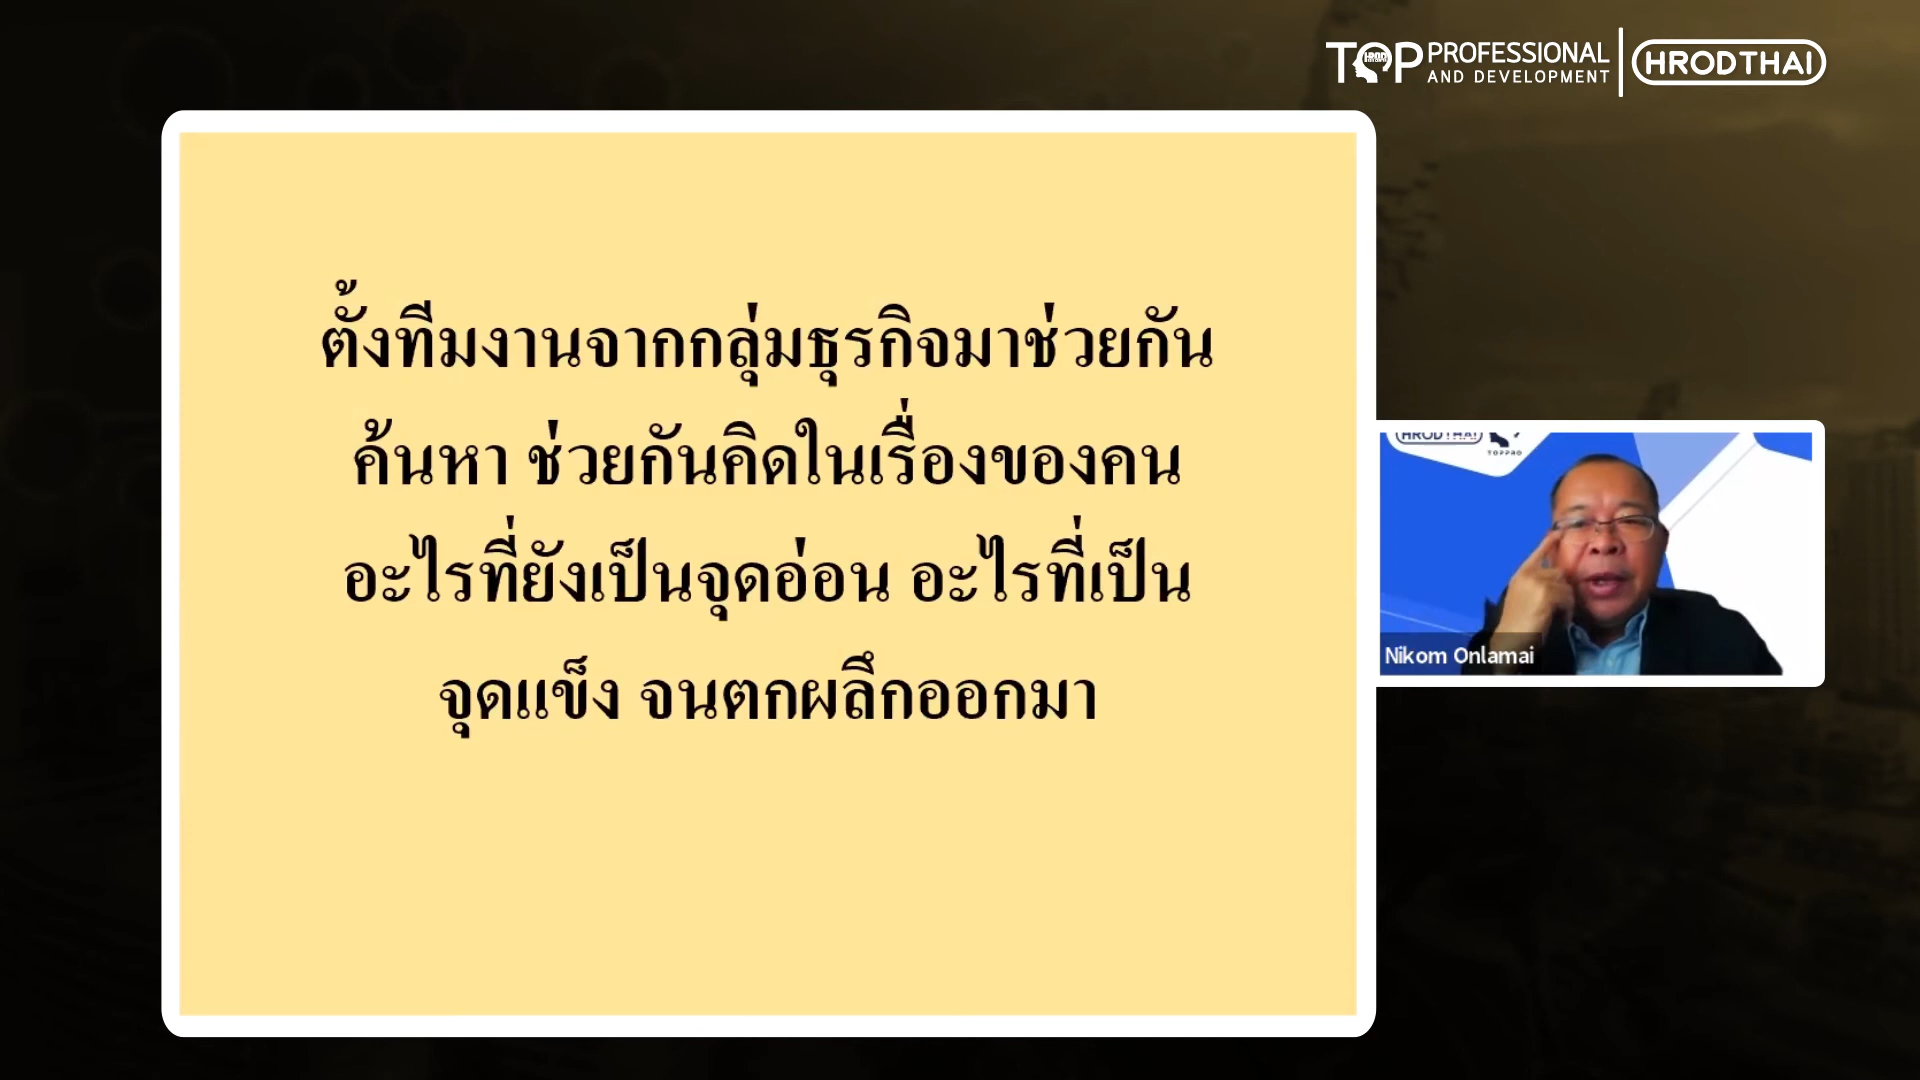 TOP PROFESSIONAL
AND DEVELOPMENT
HRODTHAI
ตั้งทีมงานจากกลุ่มธุรกิจมาช่วยกัน
ค้นหา ช่วยกันคิดในเรื่องของคน
อะไรที่ยังเป็นจุดอ่อน อะไรที่เป็น
จุดแข็ง จนตกผลึกออกมา
HRODTHAI
TOPPRO
Nikom Onlamai